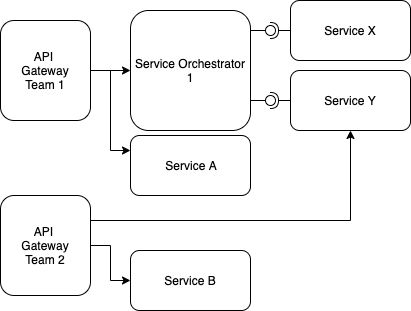 API
Gateway
Team 1
Service Orchestrator
1
Service X
Service Y
Service A
API
Gateway
Team 2
Service B